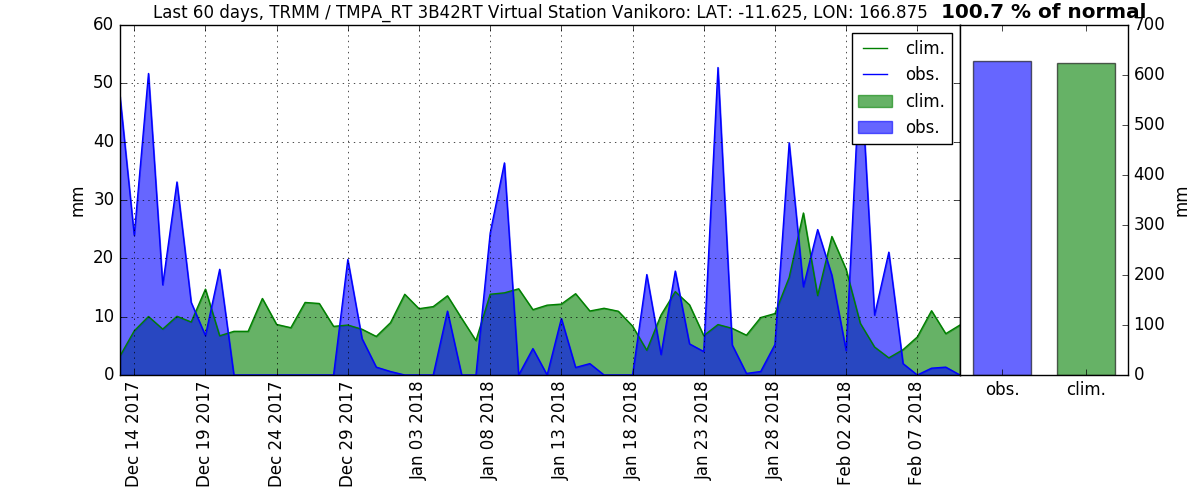 Last 60 days, TRMM / TMPA_RT 3B42RT Virtual Station Vanikoro: LAT: -11.625, LON: 166.875
100.7 % of normal
60
50
40
30
20
10
0
mm
clim.
obs.
clim.
obs.
700
600
500
400
300
200
100
0
mm
Dec 14 2017
Dec 19 2017
Dec 24 2017
Dec 29 2017
Jan 03 2018
Jan 08 2018
Jan 13 2018
Jan 18 2018
Jan 23 2018
Jan 28 2018
Feb 02 2018
Feb 07 2018
obs.
clim.